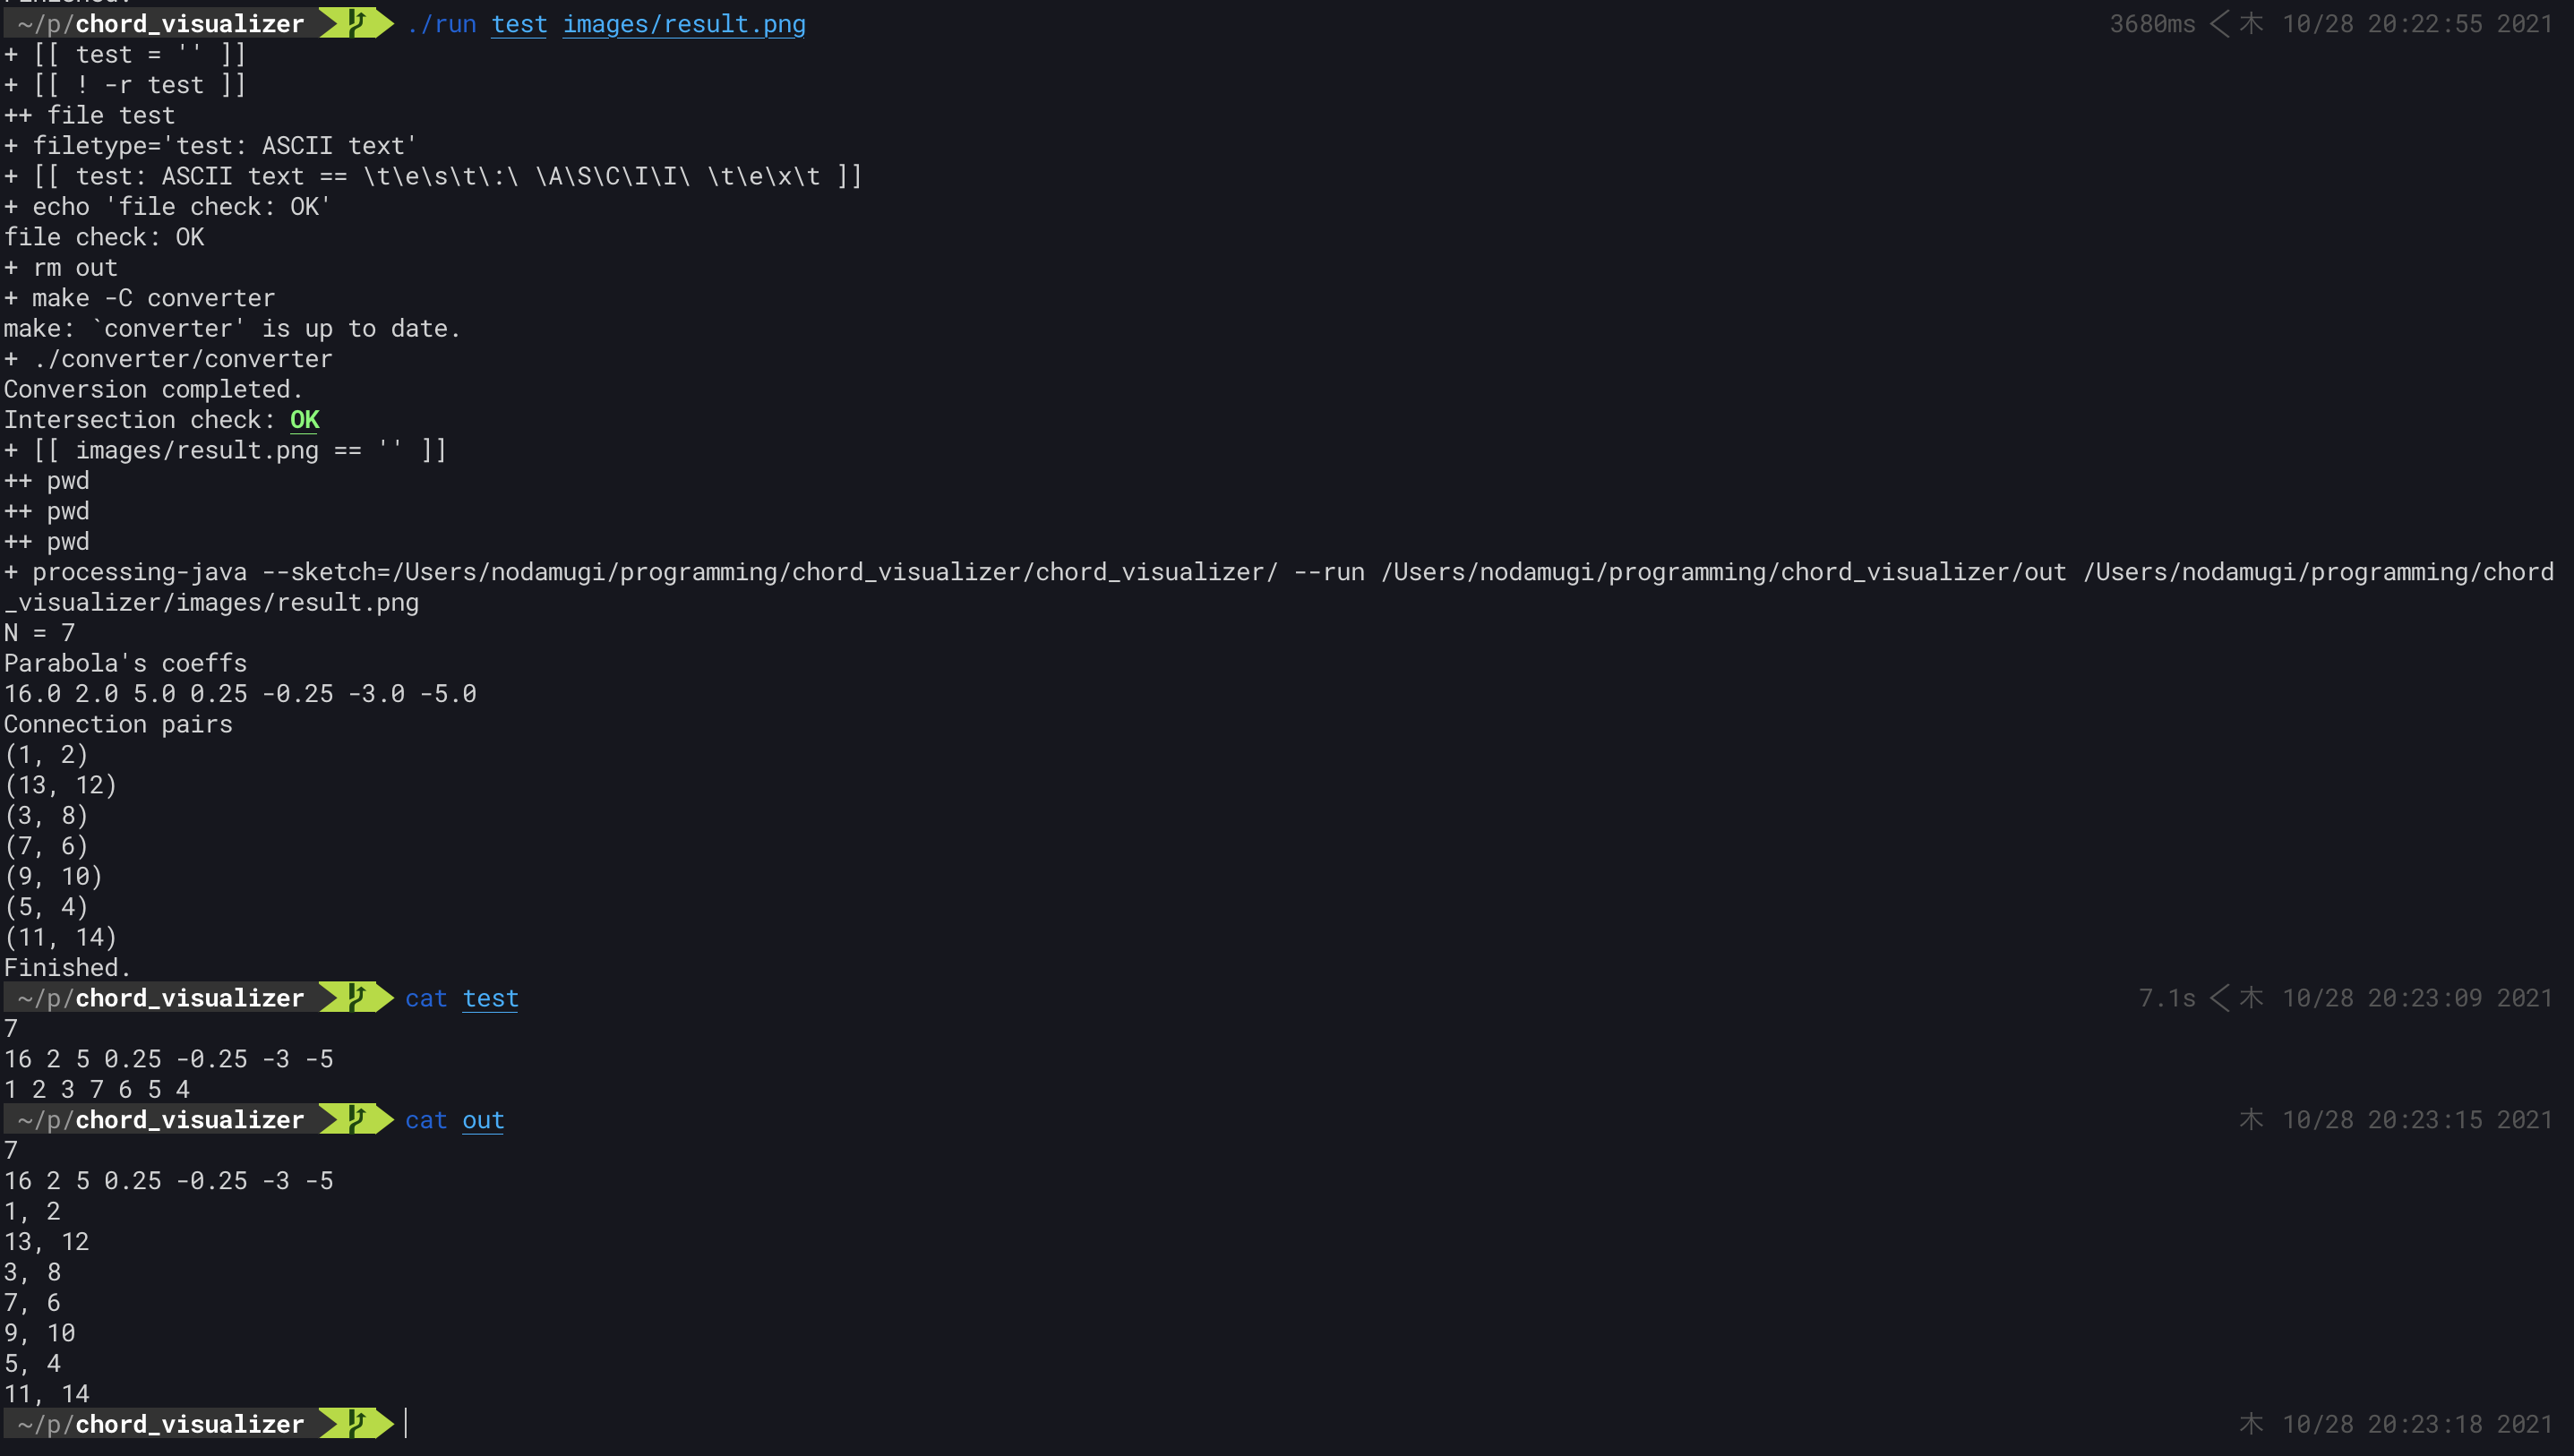 ~/p/chord_visualizer ./run test images/result.png 3680ms 木 10/28 20:22:55 2021
+ [[ test = '' ]]
+ [[ ! -r test ]]
++ file test
+ filetype='test: ASCII text'
+ [[ test: ASCII text == \t\e\s\t\:\ \A\S\C\I\I\ \t\e\x\t ]]
+ echo 'file check: OK'
file check: OK
+ rm out
+ make -C converter
make: `converter' is up to date.
+ ./converter/converter
Conversion completed.
Intersection check: OK
+ [[ images/result.png == '' ]]
++ pwd
++ pwd
++ pwd
+ processing-java --sketch=/Users/nodamugi/programming/chord_visualizer/chord_visualizer/ --run /Users/nodamugi/programming/chord_visualizer/out /Users/nodamugi/programming/chord
_visualizer/images/result.png
N = 7
Parabola's coeffs
16.0 2.0 5.0 0.25 -0.25 -3.0 -5.0
Connection pairs
(1, 2)
(13, 12)
(3, 8)
(7, 6)
(9, 10)
(5, 4)
(11, 14)
Finished.
~/p/chord_visualizer cat test 7.1s 木 10/28 20:23:09 2021
7
16 2 5 0.25 -0.25 -3 -5
1 2 3 7 6 5 4
~/p/chord_visualizer cat out 木 10/28 20:23:15 2021
7
16 2 5 0.25 -0.25 -3 -5
1, 2
13, 12
3, 8
7, 6
9, 10
5, 4
11, 14
~/p/chord_visualizer 木 10/28 20:23:18 2021